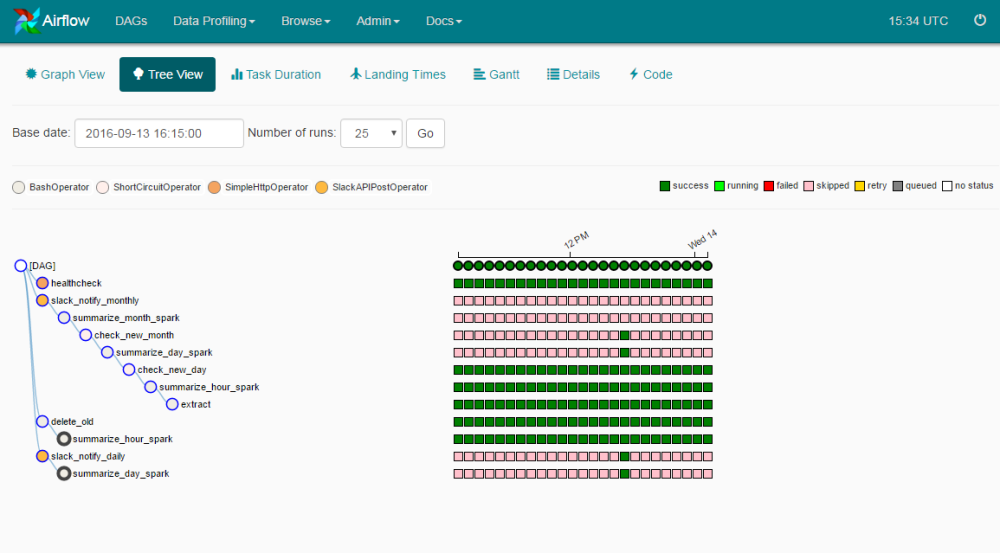 Airflow DAGs Data Profiling Browse Admin Docs 15:34 UTC
Graph View Tree View Task Duration Landing Times Gantt Details Code
Base date: 2016-09-13 16:15:00 Number of runs: 25 Go
BashOperator ShortCircuitOperator SimpleHttpOperator SlackAPIPostOperator success running failed skipped retry queued no status
12 PM Wed 14
[DAG]
healthcheck
slack_notify_monthly
summarize_month_spark
check_new_month
summarize_day_spark
check_new_day
summarize_hour_spark
extract
delete_old
summarize_hour_spark
slack_notify_daily
summarize_day_spark